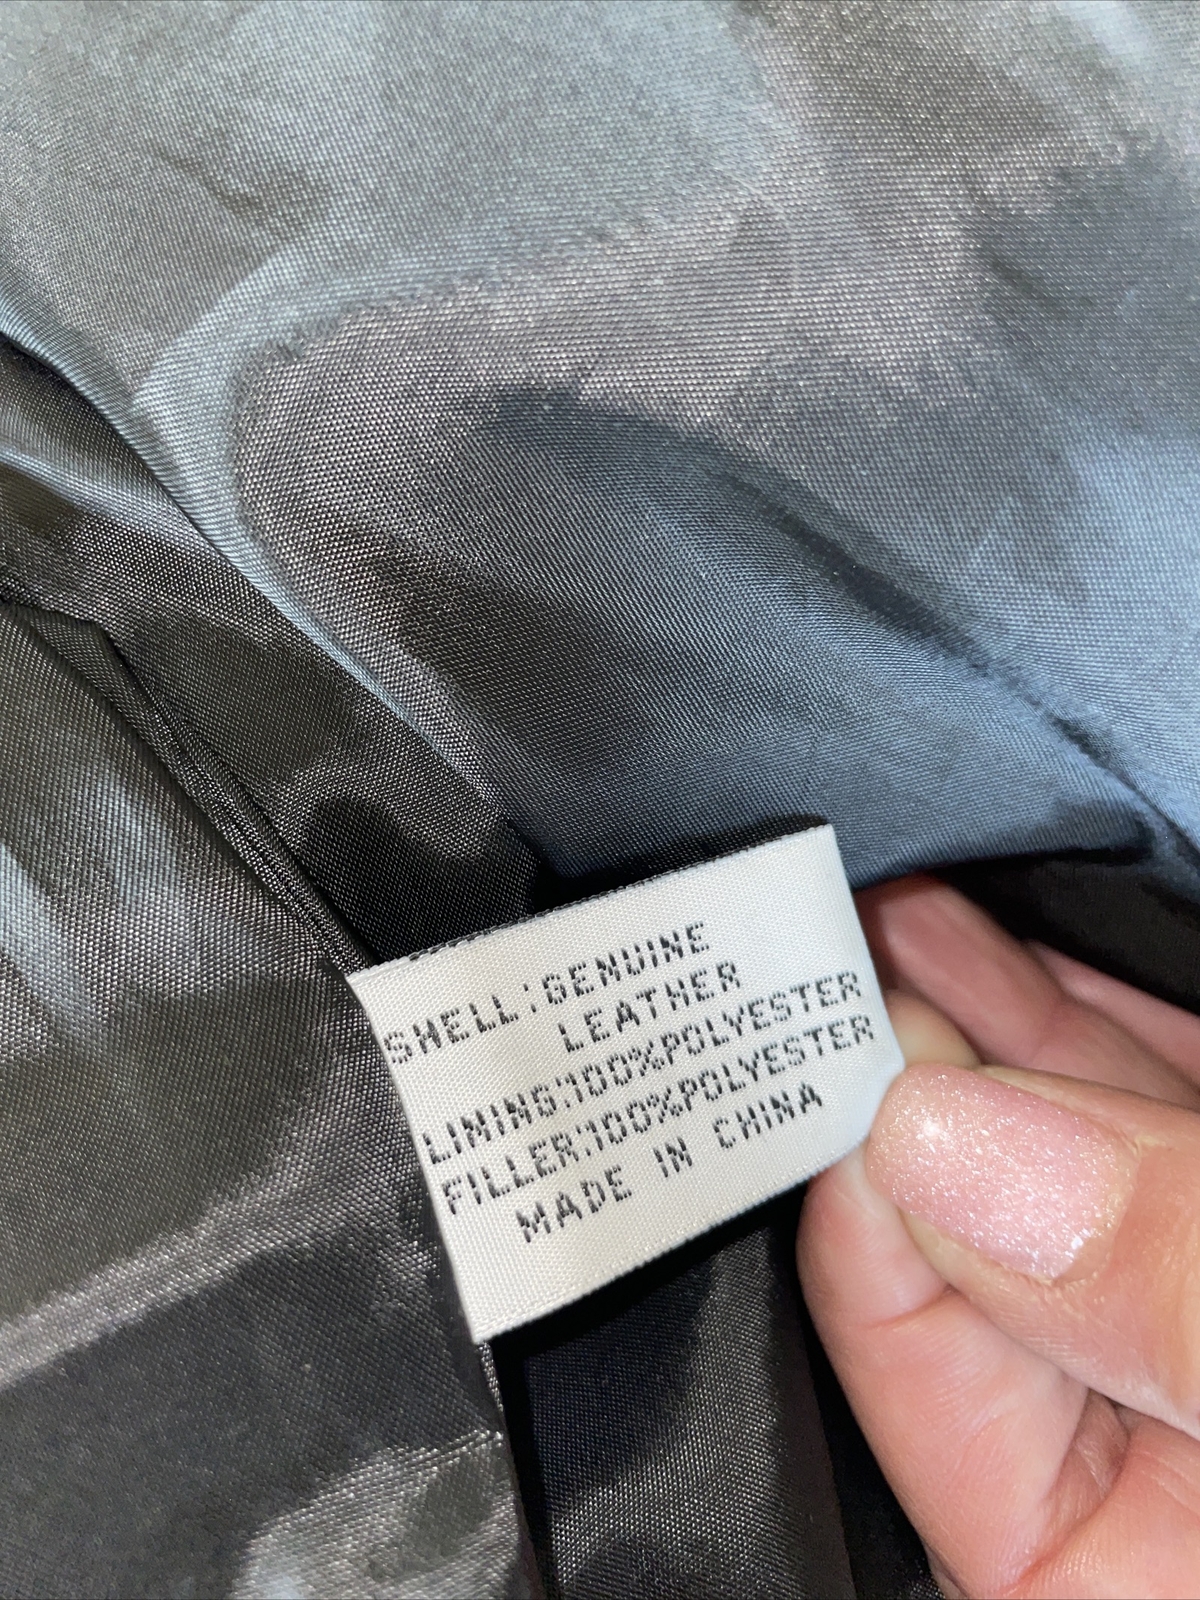 SHELL:GENUINE
LEATHER
LINING:100%POLYESTER
FILLER:100%POLYESTER
MADE IN CHINA